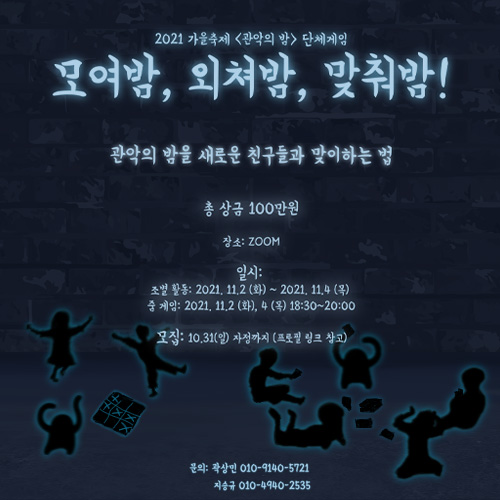 2021 가을축제 <관악의 밤> 단체게임
모여밤, 외쳐밤, 맞춰밤!
관악의 밤을 새로운 친구들과 맞이하는 법
총 상금 100만원
장소: ZOOM
일시:
조별 활동: 2021. 11.2 (화) ~ 2021. 11.4 (목)
줌 게임: 2021. 11.2 (화), 4 (목) 18:30~20:00
모집: 10.31(일) 자정까지 (프로필 링크 참고)
문의: 곽상민 010-9140-5721
지승규 010-4940-2535